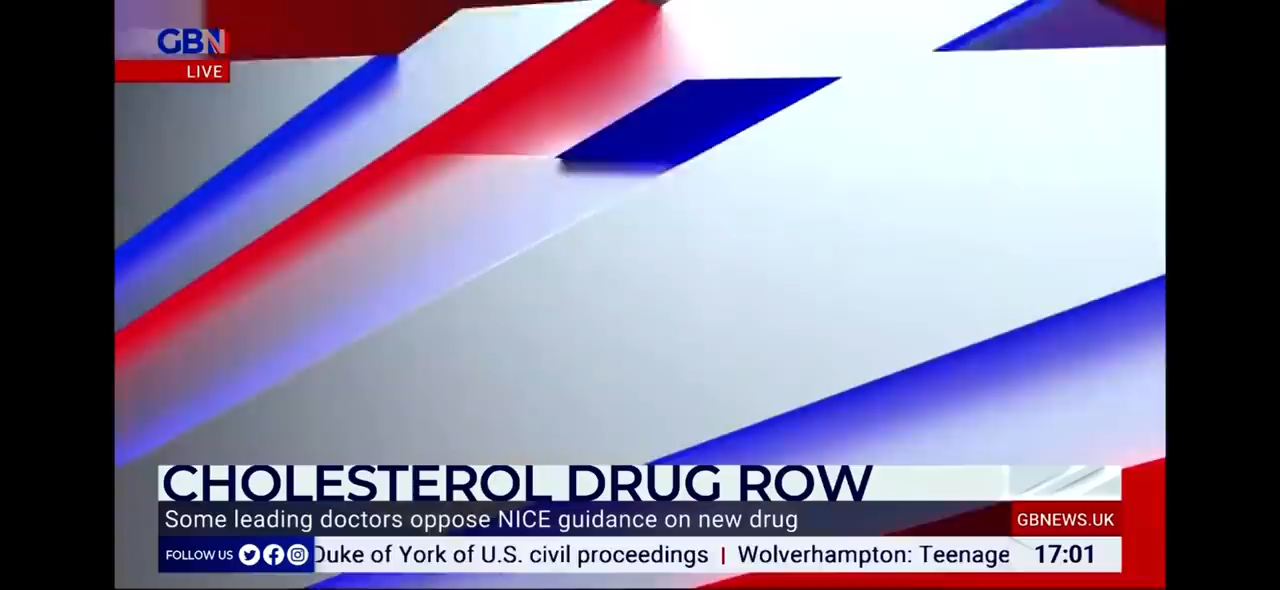 GBN
LIVE
CHOLESTEROL DRUG ROW
Some leading doctors oppose NICE guidance on new drug
GBNEWS.UK
FOLLOW US
Duke of York of U.S. civil proceedings | Wolverhampton: Teenage
17:01